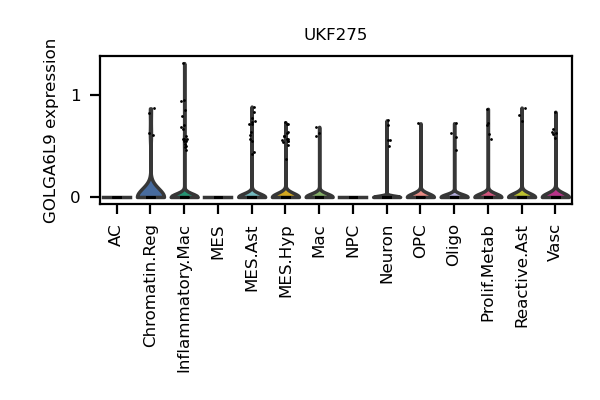 UKF275
GOLGA6L9 expression
1
0
AC
Chromatin.Reg
Inflammatory.Mac
MES
MES.Ast
MES.Hyp
Mac
NPC
Neuron
OPC
Oligo
Prolif.Metab
Reactive.Ast
Vasc